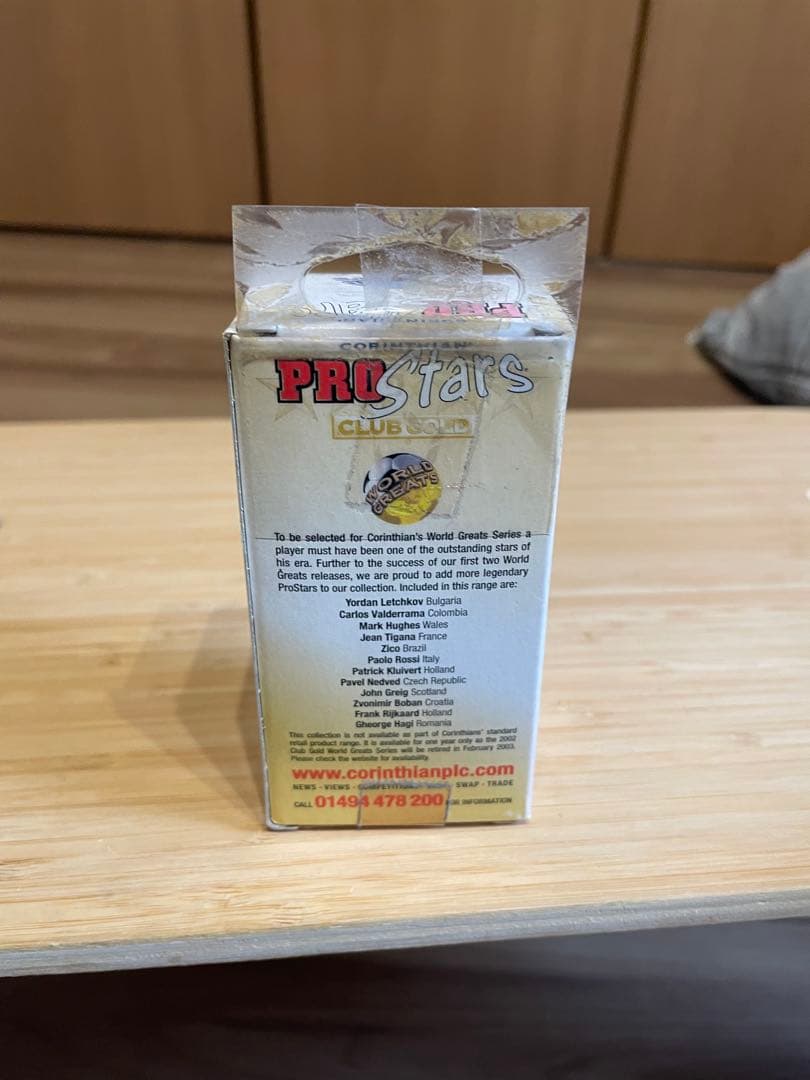 CORINTHIAN
PRO Stars
CLUB GOLD
WORLD
GREATS
To be selected for Corinthian's World Greats Series a
player must have been one of the outstanding stars of
his era. Further to the success of our first two World
Greats releases, we are proud to add more legendary
ProStars to our collection. Included in this range are:
Yordan Letchkov Bulgaria
Carlos Valderrama Colombia
Mark Hughes Wales
Jean Tigana France
Zico Brazil
Paolo Rossi Italy
Patrick Kluivert Holland
Pavel Nedved Czech Republic
John Greig Scotland
Zvonimir Boban Croatia
Frank Rijkaard Holland
Gheorge Hagi Romania
This collection is not available as part of Corinthians' standard
retail product range. It is available for one year only as the 2002
Club Gold World Greats Series will be retired in February 2003.
Please check the website for availability.
www.corinthianplc.com
NEWS - VIEWS - COMPETITIONS - SWAP - TRADE
CALL 01494 478 200 FOR INFORMATION